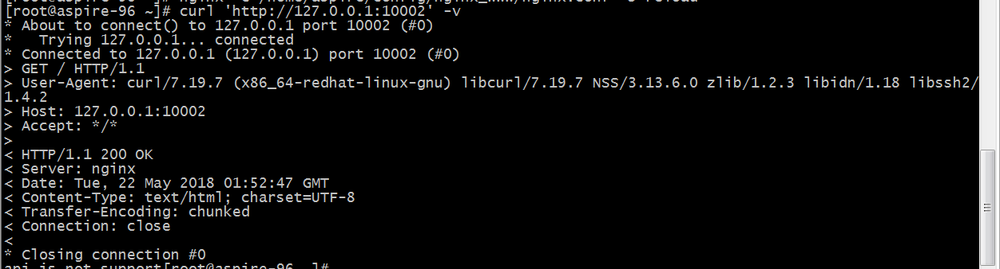 [root@aspire-96 ~]# curl 'http://127.0.0.1:10002' -v
* About to connect() to 127.0.0.1 port 10002 (#0)
*   Trying 127.0.0.1... connected
* Connected to 127.0.0.1 (127.0.0.1) port 10002 (#0)
> GET / HTTP/1.1
> User-Agent: curl/7.19.7 (x86_64-redhat-linux-gnu) libcurl/7.19.7 NSS/3.13.6.0 zlib/1.2.3 libidn/1.18 libssh2/
1.4.2
> Host: 127.0.0.1:10002
> Accept: */*
>
< HTTP/1.1 200 OK
< Server: nginx
< Date: Tue, 22 May 2018 01:52:47 GMT
< Content-Type: text/html; charset=UTF-8
< Transfer-Encoding: chunked
< Connection: close
<
* Closing connection #0
api is not support[root@aspire-96 ~]#